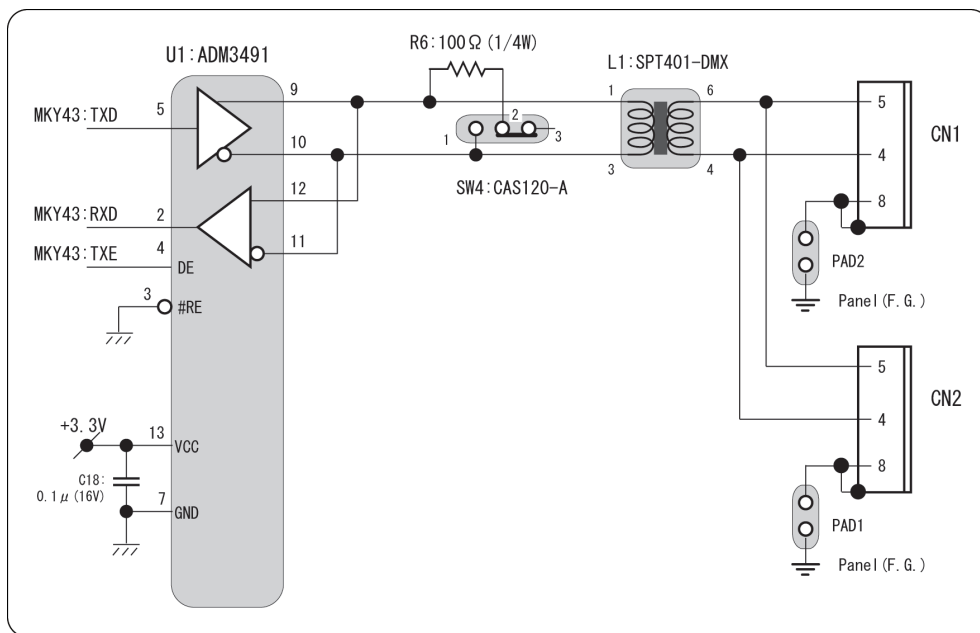 U1:ADM3491
R6:100Ω(1/4W)
L1:SPT401-DMX
MKY43:TXD
5
9
10
12
11
MKY43:RXD
2
MKY43:TXE
4
DE
3
#RE
1
2
3
SW4:CAS120-A
1
6
3
4
5
4
8
CN1
PAD2
Panel(F.G.)
5
4
8
CN2
PAD1
Panel(F.G.)
+3.3V
13
VCC
C18:
0.1μ(16V)
7
GND